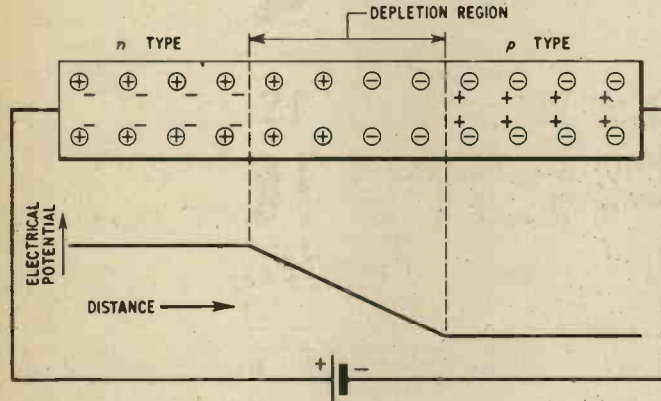 DEPLETION REGION
n TYPE
p TYPE
ELECTRICAL
POTENTIAL
DISTANCE
+ −